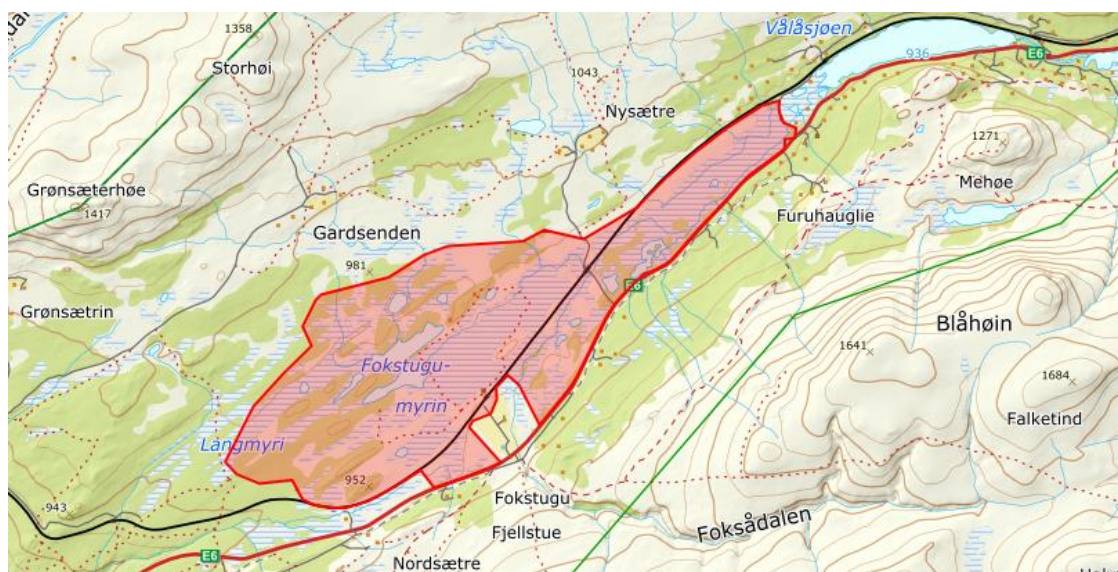 1358
Storhøi
Vålåsjøen
936
E6
1043
Nysætre
1271
Mehøe
Grønsæterhøe
1417
Gardsenden
Furuhauglie
981
E6
Grønsætrin
Blåhøin
1641
1684
Fokstugu-
myrin
Falketind
Långmyri
952
943
Fokstugu
Foksådalen
Fjellstue
E6
Nordsætre